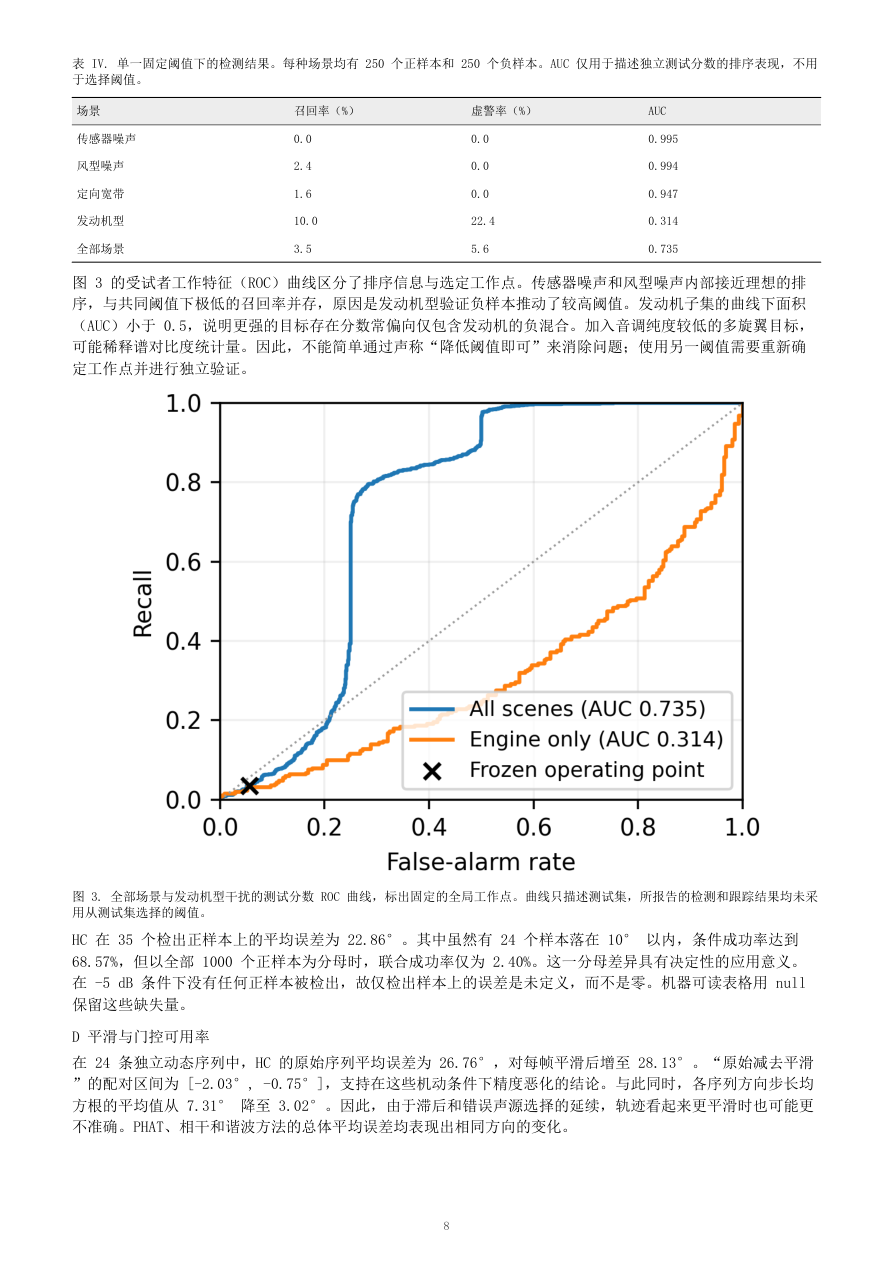 表 IV. 单一固定阈值下的检测结果。每种场景均有 250 个正样本和 250 个负样本。AUC 仅用于描述独立测试分数的排序表现，不用
于选择阈值。
场景 召回率（%） 虚警率（%） AUC
传感器噪声 0.0 0.0 0.995
风型噪声 2.4 0.0 0.994
定向宽带 1.6 0.0 0.947
发动机型 10.0 22.4 0.314
全部场景 3.5 5.6 0.735
图 3 的受试者工作特征（ROC）曲线区分了排序信息与选定工作点。传感器噪声和风型噪声内部接近理想的排
序，与共同阈值下极低的召回率并存，原因是发动机型验证负样本推动了较高阈值。发动机子集的曲线下面积
（AUC）小于 0.5，说明更强的目标存在分数常偏向仅包含发动机的负混合。加入音调纯度较低的多旋翼目标，
可能稀释谱对比度统计量。因此，不能简单通过声称“降低阈值即可”来消除问题；使用另一阈值需要重新确
定工作点并进行独立验证。
1.0
0.8
0.6
0.4
0.2
0.0
Recall
All scenes (AUC 0.735)
Engine only (AUC 0.314)
Frozen operating point
0.0 0.2 0.4 0.6 0.8 1.0
False-alarm rate
图 3. 全部场景与发动机型干扰的测试分数 ROC 曲线，标出固定的全局工作点。曲线只描述测试集，所报告的检测和跟踪结果均未采
用从测试集选择的阈值。
HC 在 35 个检出正样本上的平均误差为 22.86°。其中虽然有 24 个样本落在 10° 以内，条件成功率达到
68.57%，但以全部 1000 个正样本为分母时，联合成功率仅为 2.40%。这一分母差异具有决定性的应用意义。
在 -5 dB 条件下没有任何正样本被检出，故仅检出样本上的误差是未定义，而不是零。机器可读表格用 null
保留这些缺失量。
D 平滑与门控可用率
在 24 条独立动态序列中，HC 的原始序列平均误差为 26.76°，对每帧平滑后增至 28.13°。“原始减去平滑
”的配对区间为 [-2.03°, -0.75°]，支持在这些机动条件下精度恶化的结论。与此同时，各序列方向步长均
方根的平均值从 7.31° 降至 3.02°。因此，由于滞后和错误声源选择的延续，轨迹看起来更平滑时也可能更
不准确。PHAT、相干和谐波方法的总体平均误差均表现出相同方向的变化。
8